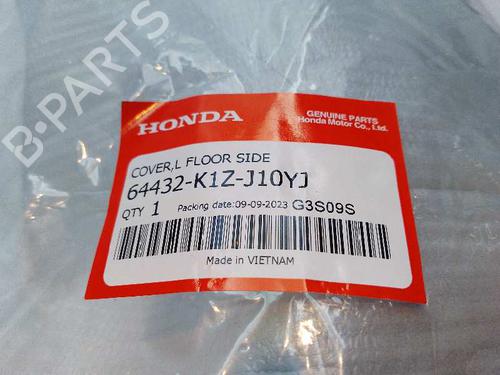 B-PARTS
HONDA
GENUINE PARTS
Honda Motor Co., Ltd.
COVER,L FLOOR SIDE
64432-K1Z-J10YJ
QTY 1 Packing date:09-09-2023 G3S09S
Made in VIETNAM